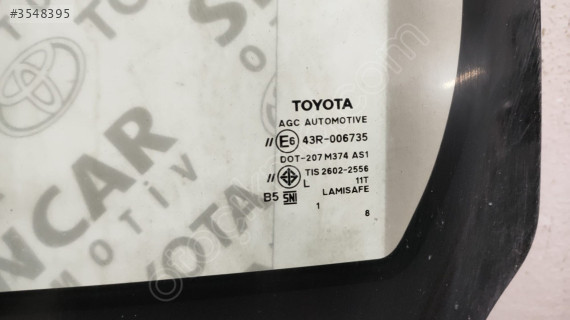 #3548395
TOYOTA
AGC AUTOMOTIVE
// E6 43R-006735
DOT-207 M374 AS1
// TIS 2602-2556
L 11T
B5 SNI LAMISAFE
1 8